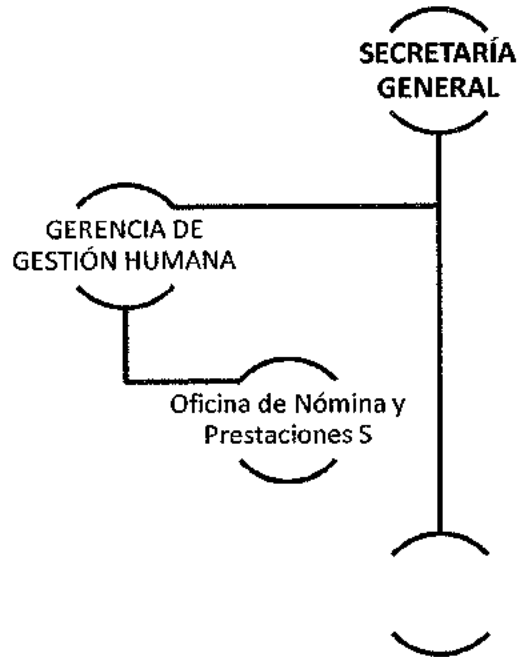 SECRETARÍA
GENERAL
GERENCIA DE
GESTIÓN HUMANA
Oficina de Nómina y
Prestaciones S